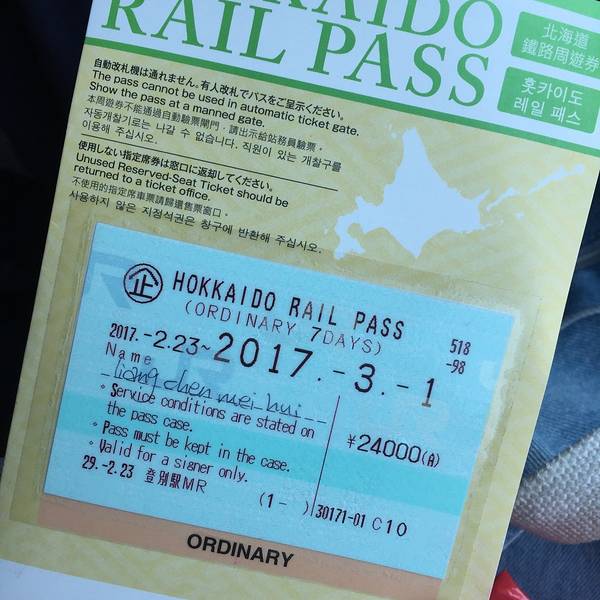 HOKKAIDO
RAIL PASS
北海道
鐵路周遊券
홋카이도
레일 패스
自動改札機は通れません。有人改札でパスをご呈示ください。
The pass cannot be used in automatic ticket gate.
Show the pass at a manned gate.
本周遊券不能通過自動驗票閘門，請出示給站務員驗票。
자동개찰기로는 나갈 수 없습니다. 직원이 있는 개찰구를
이용해 주십시오.
使用しない指定席券は窓口に返却してください。
Unused Reserved-Seat Ticket should be
returned to a ticket office.
不使用的指定席車票請歸還售票窗口。
사용하지 않은 지정석권은 창구에 반환해 주십시오.
企 HOKKAIDO RAIL PASS
(ORDINARY 7DAYS)
518
-98
2017.-2.23~2017.-3.-1
Name
liang chen mei hui
・Service conditions are stated on
the pass case.
・Pass must be kept in the case.
・Valid for a signer only.
¥24000(A)
29.-2.23 登別駅MR
(1- ) 30171-01 C10
ORDINARY